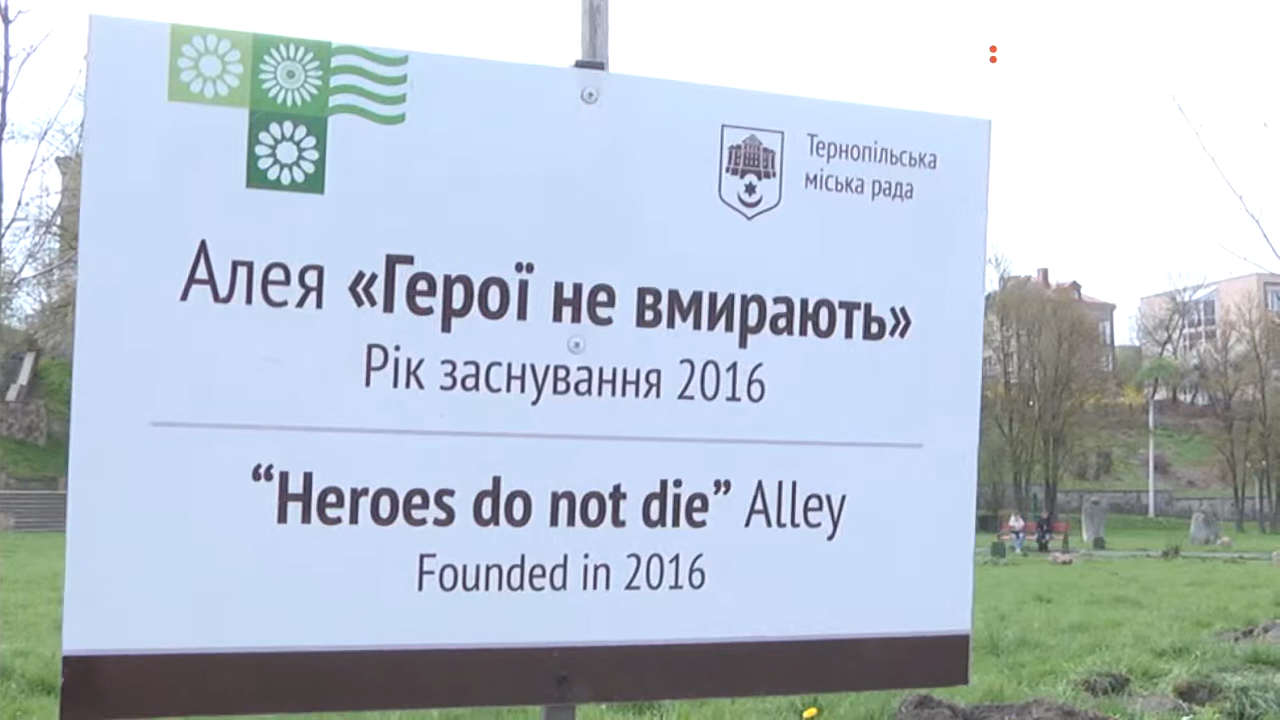 Тернопільська
міська рада
Алея «Герої не вмирають»
Рік заснування 2016
“Heroes do not die” Alley
Founded in 2016